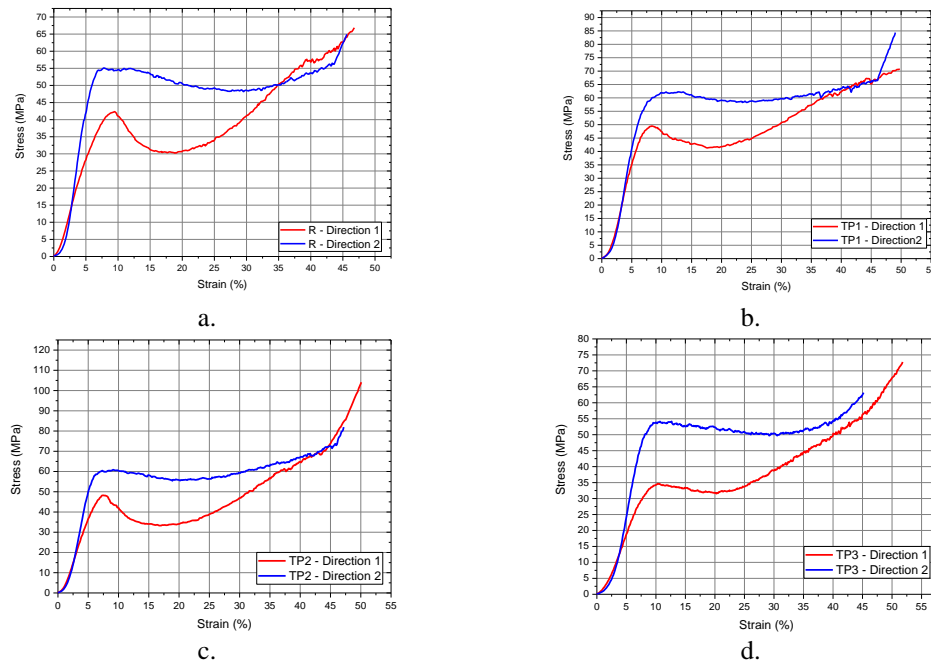 70
65
60
55
50
45
40
35
30
25
20
15
10
5
0
Stress (MPa)
R - Direction 1
R - Direction 2
0 5 10 15 20 25 30 35 40 45 50
Strain (%)
a.
90
85
80
75
70
65
60
55
50
45
40
35
30
25
20
15
10
5
0
Stress (MPa)
TP1 - Direction 1
TP1 - Direction2
0 5 10 15 20 25 30 35 40 45 50 55
Strain (%)
b.
120
110
100
90
80
70
60
50
40
30
20
10
0
Stress (MPa)
TP2 - Direction 1
TP2 - Direction 2
0 5 10 15 20 25 30 35 40 45 50 55
Strain (%)
c.
80
75
70
65
60
55
50
45
40
35
30
25
20
15
10
5
0
Stress (MPa)
TP3 - Direction 1
TP3 - Direction 2
0 5 10 15 20 25 30 35 40 45 50 55
Strain (%)
d.